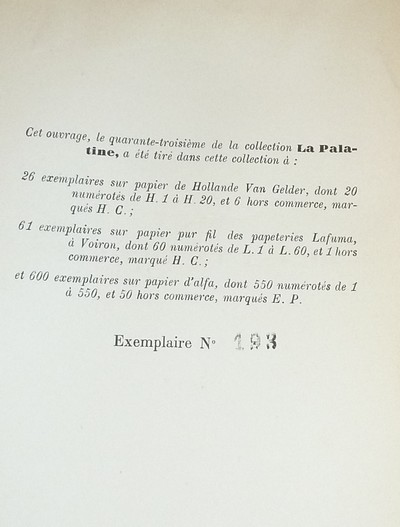 Cet ouvrage, le quarante-troisième de la collection La Pala-
tine, a été tiré dans cette collection à :
26 exemplaires sur papier de Hollande Van Gelder, dont 20
numérotés de H. 1 à H. 20, et 6 hors commerce, mar-
qués H. C. ;
61 exemplaires sur papier pur fil des papeteries Lafuma,
à Voiron, dont 60 numérotés de L. 1 à L. 60, et 1 hors
commerce, marqué H. C. ;
et 600 exemplaires sur papier d'alfa, dont 550 numérotés de 1
à 550, et 50 hors commerce, marqués E. P.
Exemplaire N° 193